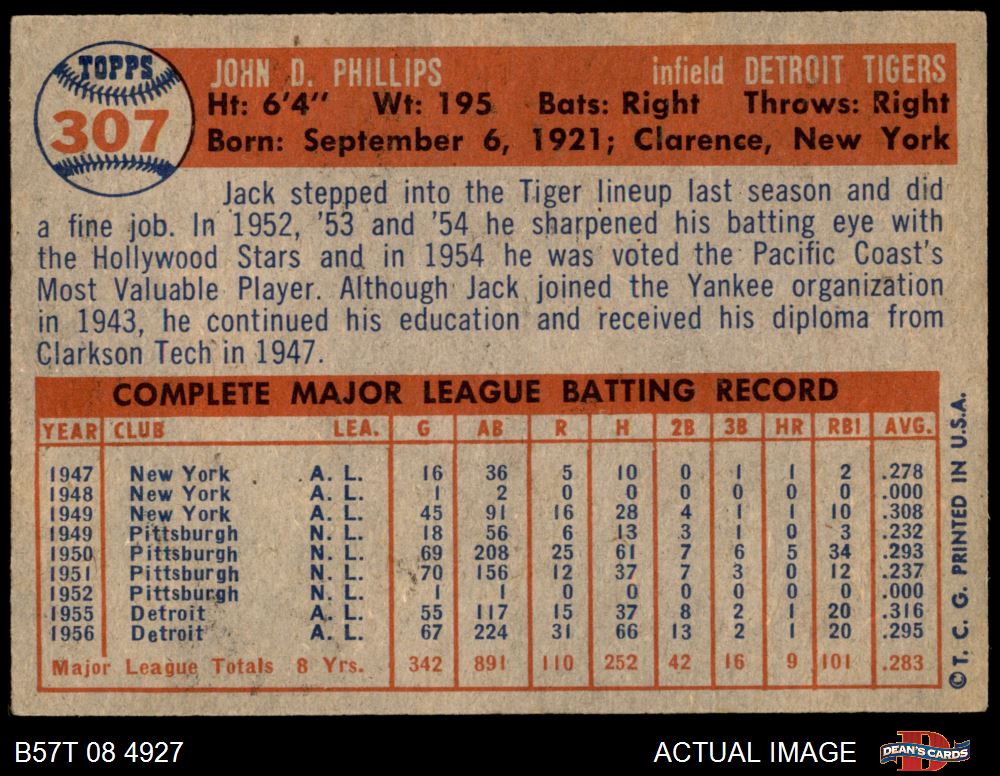 TOPPS
307
JOHN D. PHILLIPS infield DETROIT TIGERS
Ht: 6'4" Wt: 195 Bats: Right Throws: Right
Born: September 6, 1921; Clarence, New York
Jack stepped into the Tiger lineup last season and did
a fine job. In 1952, '53 and '54 he sharpened his batting eye with
the Hollywood Stars and in 1954 he was voted the Pacific Coast's
Most Valuable Player. Although Jack joined the Yankee organization
in 1943, he continued his education and received his diploma from
Clarkson Tech in 1947.
COMPLETE MAJOR LEAGUE BATTING RECORD
YEAR CLUB LEA. G AB R H 2B 3B HR RBI AVG.
1947 New York A. L. 16 36 5 10 0 1 1 2 .278
1948 New York A. L. 1 2 0 0 0 0 0 0 .000
1949 New York A. L. 45 91 16 28 4 1 1 10 .308
1949 Pittsburgh N. L. 18 56 6 13 3 1 0 3 .232
1950 Pittsburgh N. L. 69 208 25 61 7 6 5 34 .293
1951 Pittsburgh N. L. 70 156 12 37 7 3 0 12 .237
1952 Pittsburgh N. L. 1 1 0 0 0 0 0 0 .000
1955 Detroit A. L. 55 117 15 37 8 2 1 20 .316
1956 Detroit A. L. 67 224 31 66 13 2 1 20 .295
Major League Totals 8 Yrs. 342 891 110 252 42 16 9 101 .283
©T. C. G. PRINTED IN U.S.A.
B57T 08 4927 ACTUAL IMAGE DEAN'S CARDS